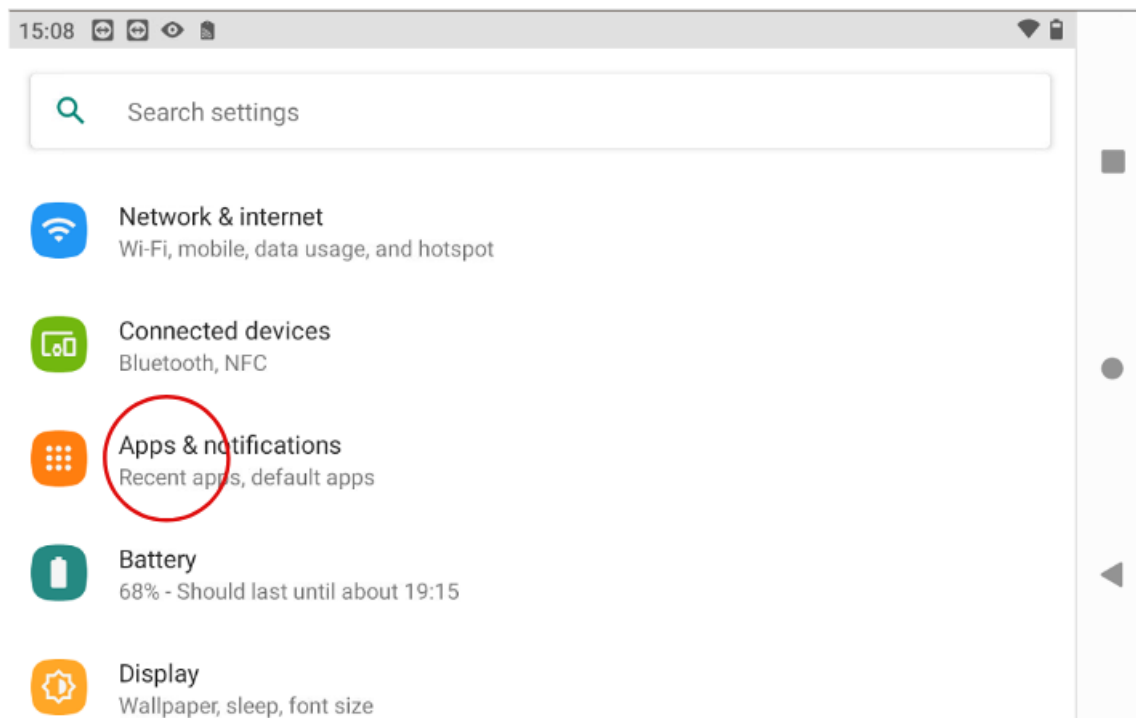 15:08
Search settings
Network & internet
Wi-Fi, mobile, data usage, and hotspot
Connected devices
Bluetooth, NFC
Apps & notifications
Recent apps, default apps
Battery
68% - Should last until about 19:15
Display
Wallpaper, sleep, font size